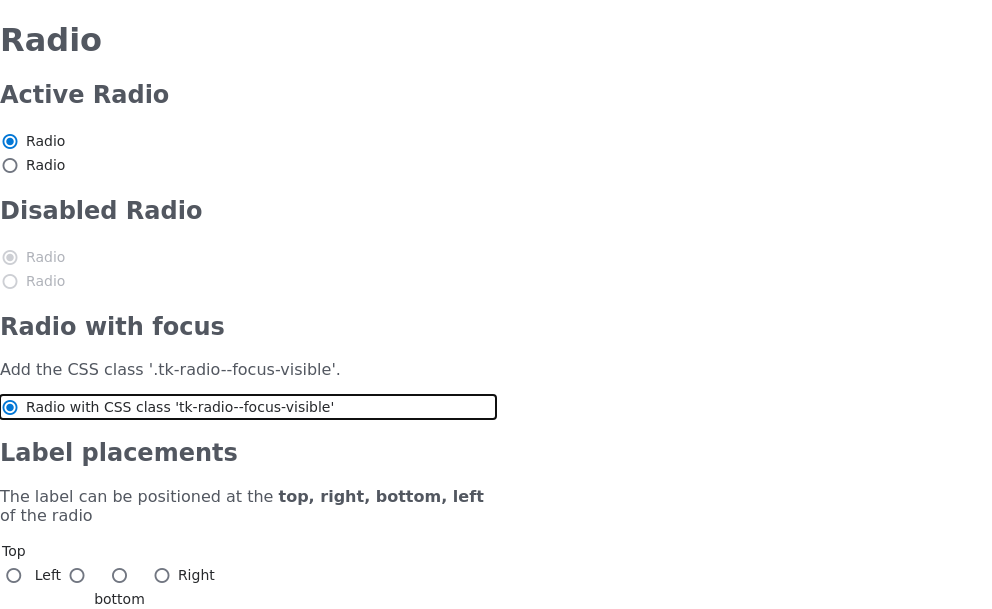 Radio
Active Radio
Radio
Radio
Disabled Radio
Radio
Radio
Radio with focus
Add the CSS class '.tk-radio--focus-visible'.
Radio with CSS class 'tk-radio--focus-visible'
Label placements
The label can be positioned at the top, right, bottom, left
of the radio
Top
Left Right
bottom